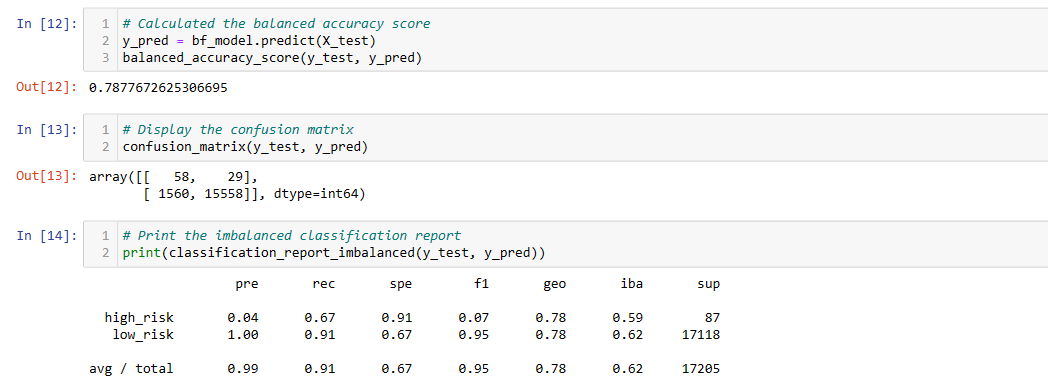 In [12]: 1 # Calculated the balanced accuracy score
2 y_pred = bf_model.predict(X_test)
3 balanced_accuracy_score(y_test, y_pred)
Out[12]: 0.7877672625306695
In [13]: 1 # Display the confusion matrix
2 confusion_matrix(y_test, y_pred)
Out[13]: array([[   58,    29],
[ 1560, 15558]], dtype=int64)
In [14]: 1 # Print the imbalanced classification report
2 print(classification_report_imbalanced(y_test, y_pred))
pre rec spe f1 geo iba sup
high_risk 0.04 0.67 0.91 0.07 0.78 0.59 87
low_risk 1.00 0.91 0.67 0.95 0.78 0.62 17118
avg / total 0.99 0.91 0.67 0.95 0.78 0.62 17205